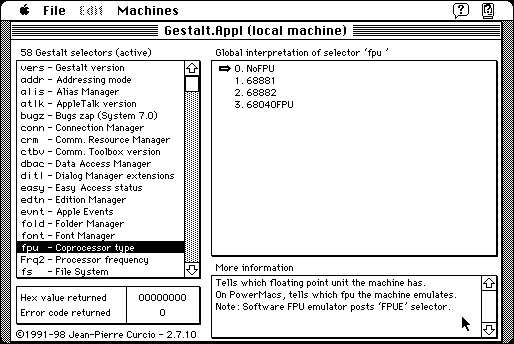 File Edit Machines
Gestalt.Appl (local machine)
58 Gestalt selectors (active)
vers - Gestalt version
addr - Addressing mode
alis - Alias Manager
atlk - AppleTalk version
bugz - Bugs zap (System 7.0)
conn - Connection Manager
crm  - Comm. Resource Manager
ctbv - Comm. Toolbox version
dbac - Data Access Manager
ditl - Dialog Manager extensions
easy - Easy Access status
edtn - Edition Manager
evnt - Apple Events
fold - Folder Manager
font - Font Manager
fpu  - Coprocessor type
Frq2 - Processor frequency
fs   - File System
Hex value returned 00000000
Error code returned 0
©1991-98 Jean-Pierre Curcio - 2.7.10
Global interpretation of selector 'fpu '
0. NoFPU
1. 68881
2. 68882
3. 68040FPU
More information
Tells which floating point unit the machine has.
On PowerMacs, tells which fpu the machine emulates.
Note : Software FPU emulator posts 'FPUE' selector.